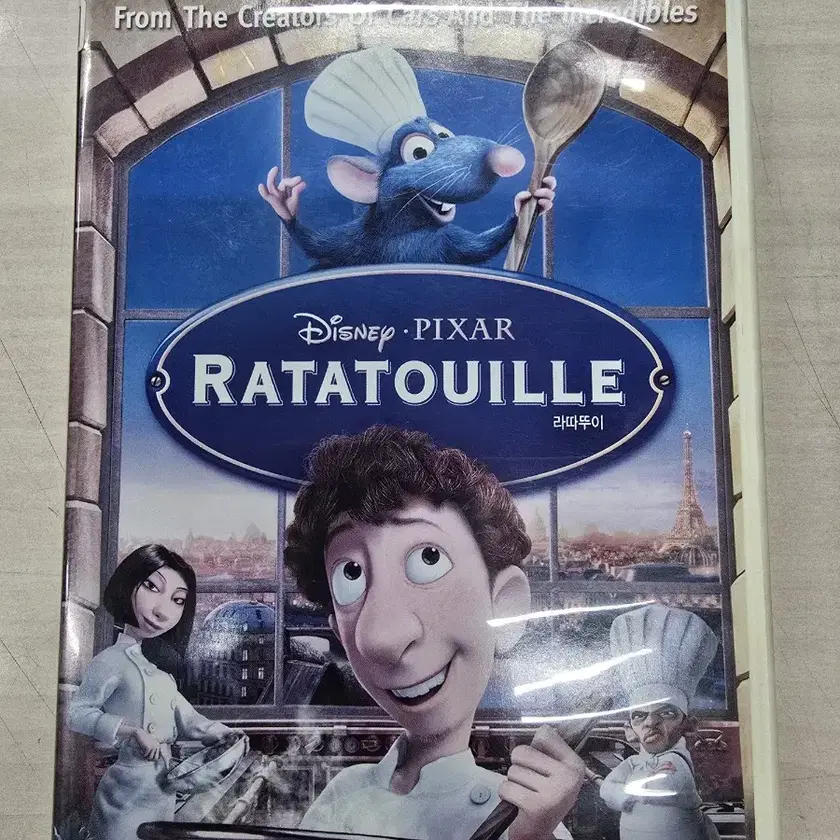 From The Creators Of Cars And The Incredibles
Disney · PIXAR
RATATOUILLE
라따뚜이